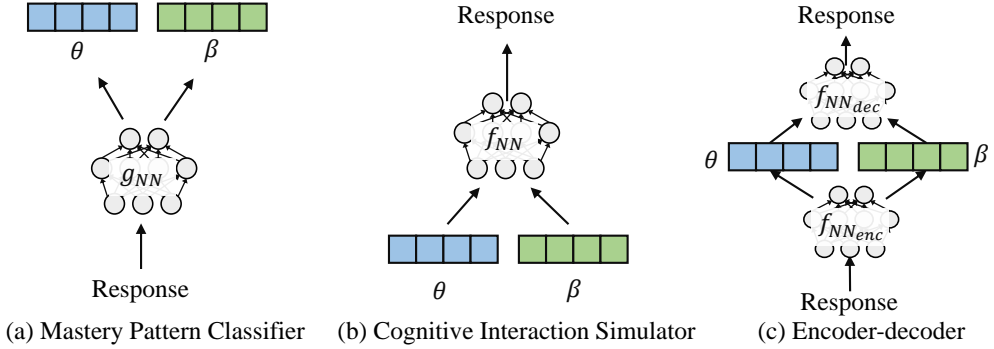 θ β
g_NN
Response
(a) Mastery Pattern Classifier
Response
f_NN
θ β
(b) Cognitive Interaction Simulator
Response
f_NN_dec
θ β
f_NN_enc
Response
(c) Encoder-decoder